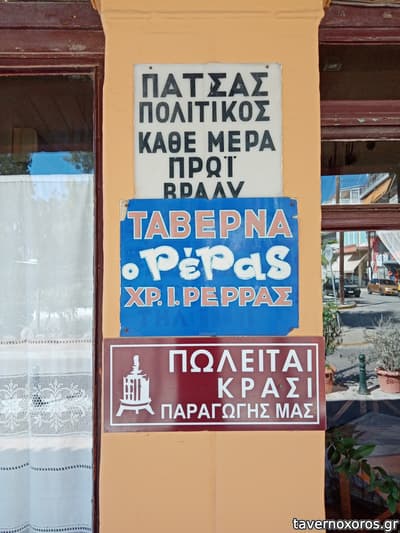 ΠΑΤΣΑΣ
ΠΟΛΙΤΙΚΟΣ
ΚΑΘΕ ΜΕΡΑ
ΠΡΩΪ
ΒΡΑΔΥ
ΤΑΒΕΡΝΑ
ο Ρέρας
ΧΡ. Ι. ΡΕΡΡΑΣ
ΠΩΛΕΙΤΑΙ
ΚΡΑΣΙ
ΠΑΡΑΓΩΓΗΣ ΜΑΣ
tavernoxoros.gr